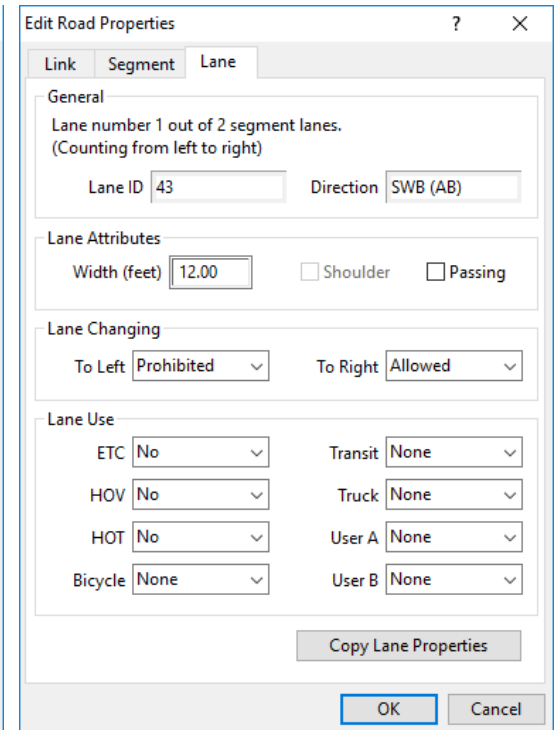 Edit Road Properties ? ×
Link Segment Lane
General
Lane number 1 out of 2 segment lanes.
(Counting from left to right)
Lane ID 43 Direction SWB (AB)
Lane Attributes
Width (feet) 12.00 Shoulder Passing
Lane Changing
To Left Prohibited To Right Allowed
Lane Use
ETC No Transit None
HOV No Truck None
HOT No User A None
Bicycle None User B None
Copy Lane Properties
OK Cancel